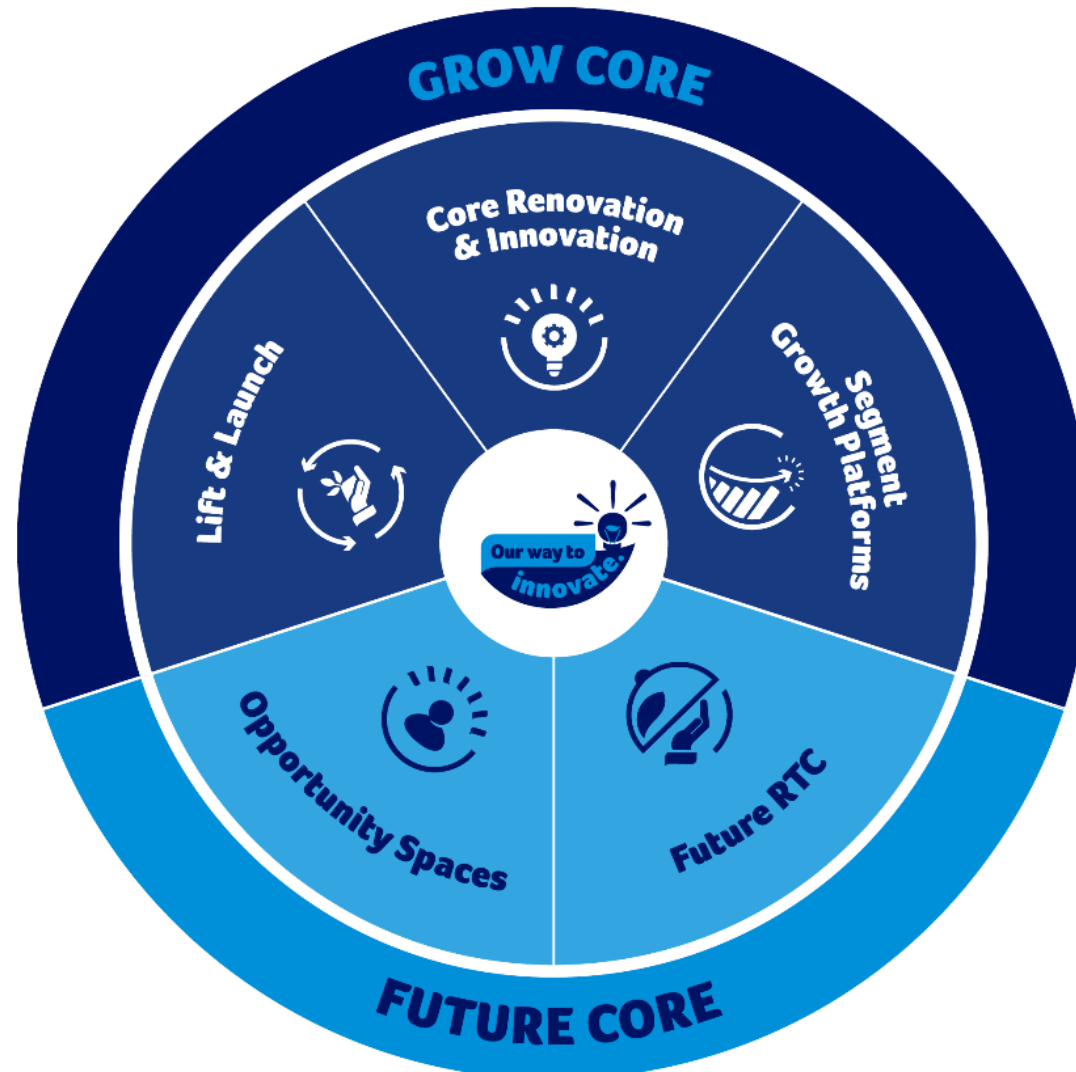 GROW CORE
Core Renovation
& Innovation
Lift & Launch
Segment
Growth Platforms
Our way to
innovate.
Opportunity Spaces
Future RTC
FUTURE CORE